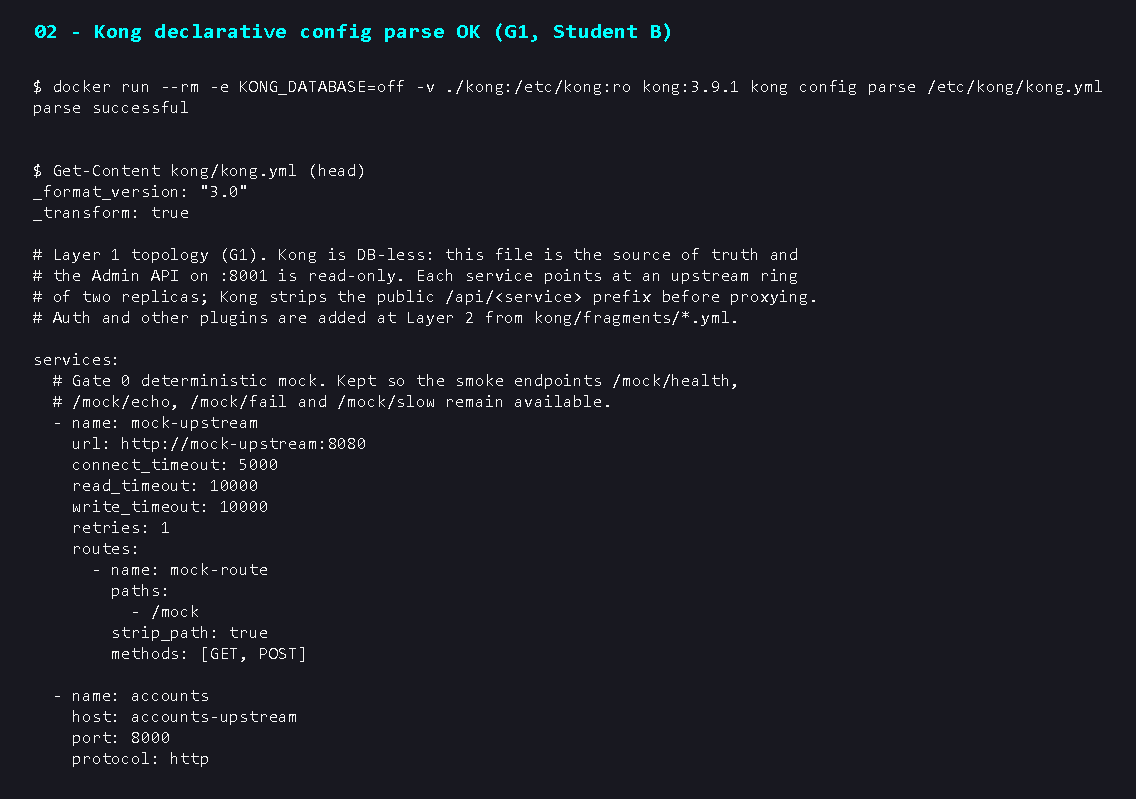 02 - Kong declarative config parse OK (G1, Student B)
$ docker run --rm -e KONG_DATABASE=off -v ./kong:/etc/kong:ro kong:3.9.1 kong config parse /etc/kong/kong.yml
parse successful
$ Get-Content kong/kong.yml (head)
_format_version: "3.0"
_transform: true
# Layer 1 topology (G1). Kong is DB-less: this file is the source of truth and
# the Admin API on :8001 is read-only. Each service points at an upstream ring
# of two replicas; Kong strips the public /api/<service> prefix before proxying.
# Auth and other plugins are added at Layer 2 from kong/fragments/*.yml.
services:
  # Gate 0 deterministic mock. Kept so the smoke endpoints /mock/health,
  # /mock/echo, /mock/fail and /mock/slow remain available.
  - name: mock-upstream
    url: http://mock-upstream:8080
    connect_timeout: 5000
    read_timeout: 10000
    write_timeout: 10000
    retries: 1
    routes:
      - name: mock-route
        paths:
          - /mock
        strip_path: true
        methods: [GET, POST]
  - name: accounts
    host: accounts-upstream
    port: 8000
    protocol: http